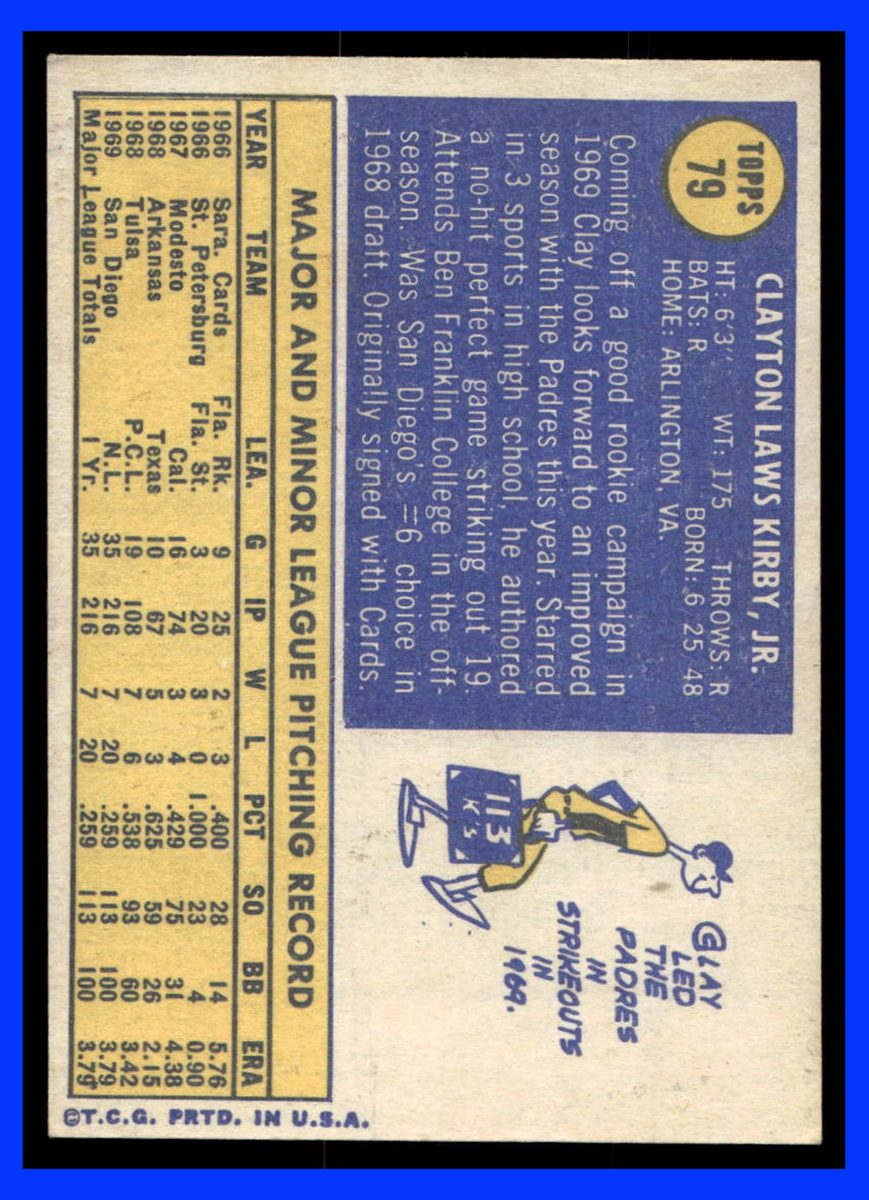 TOPPS
79
CLAYTON LAWS KIRBY, JR.
HT: 6'3" WT: 175 THROWS: R
BATS: R BORN: 6 25 48
HOME: ARLINGTON, VA.
Coming off a good rookie campaign in
1969 Clay looks forward to an improved
season with the Padres this year. Starred
in 3 sports in high school, he authored
a no-hit perfect game striking out 19.
Attends Ben Franklin College in the off-
season. Was San Diego's #6 choice in
1968 draft. Originally signed with Cards.
113
K's
CLAY
LED
THE
PADRES
IN
STRIKEOUTS
IN
1969.
MAJOR AND MINOR LEAGUE PITCHING RECORD
YEAR TEAM LEA. G IP W L PCT SO BB ERA
1966 Sara. Cards Fla. Rk. 9 25 2 3 .400 28 14 5.76
1966 St. Petersburg Fla. St. 3 20 3 0 1.000 23 4 0.90
1967 Modesto Cal. 16 74 3 4 .429 75 31 4.38
1968 Arkansas Texas 10 67 5 3 .625 59 26 2.15
1968 Tulsa P.C.L. 19 108 7 6 .538 93 60 3.42
1969 San Diego N.L. 35 216 7 20 .259 113 100 3.79
Major League Totals 1 Yr. 35 216 7 20 .259 113 100 3.79
©T.C.G. PRTD. IN U.S.A.